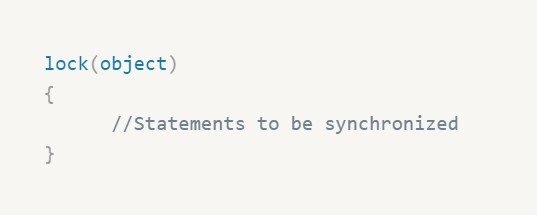 lock(object)
{
//Statements to be synchronized
}